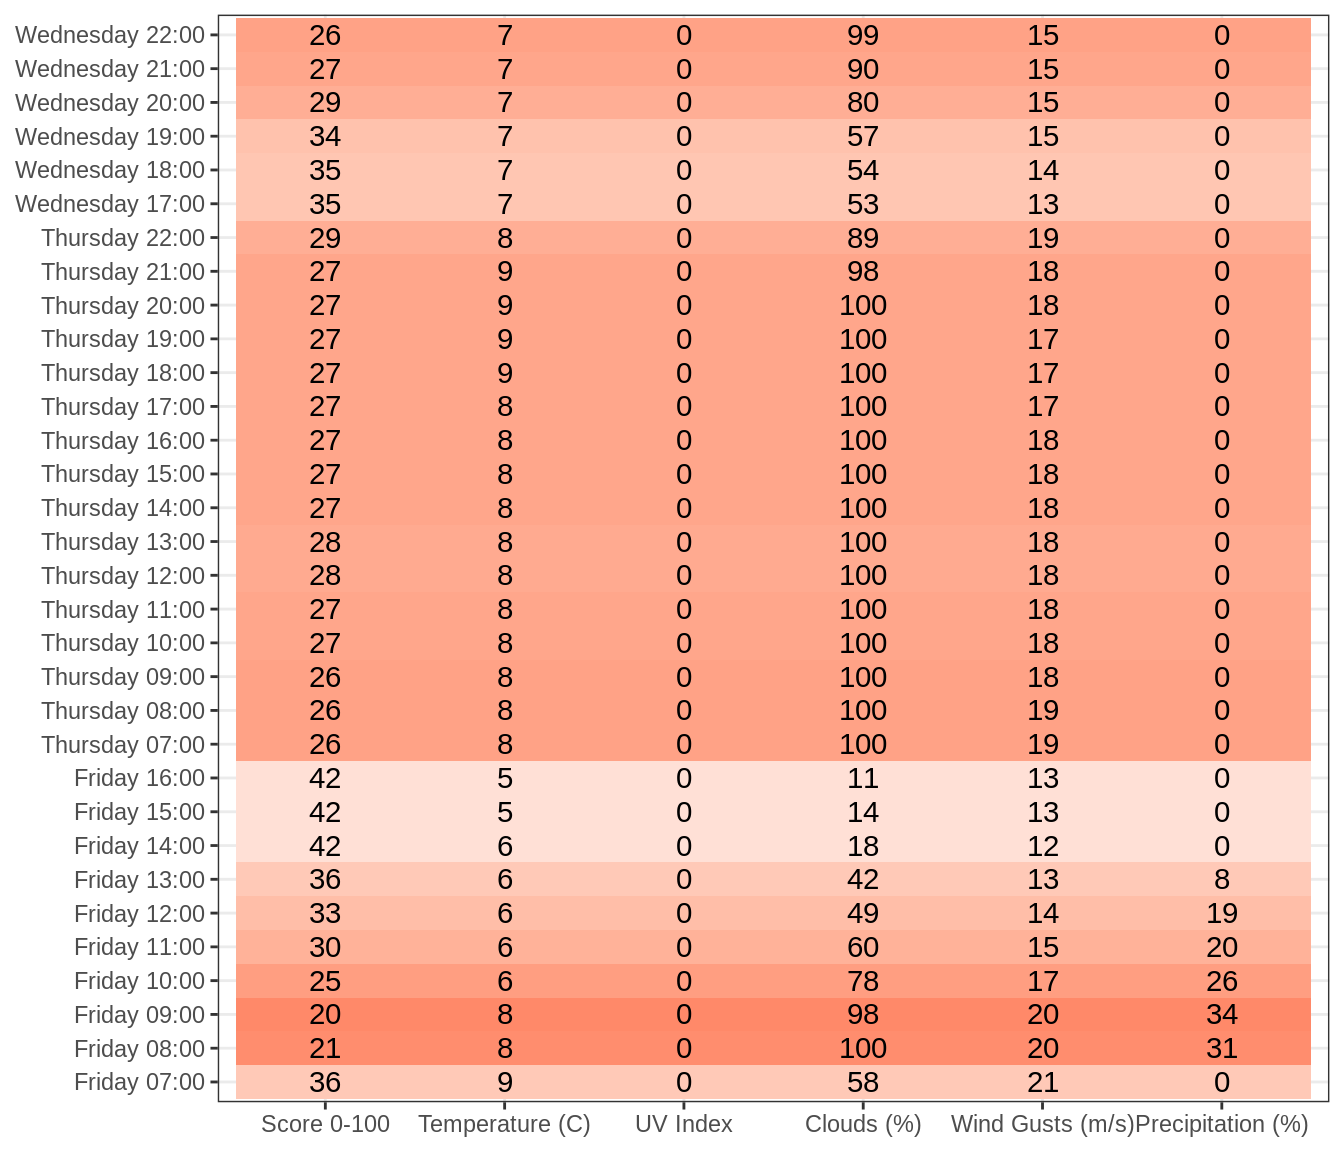 Wednesday 22:00 26 7 0 99 15 0
Wednesday 21:00 27 7 0 90 15 0
Wednesday 20:00 29 7 0 80 15 0
Wednesday 19:00 34 7 0 57 15 0
Wednesday 18:00 35 7 0 54 14 0
Wednesday 17:00 35 7 0 53 13 0
Thursday 22:00 29 8 0 89 19 0
Thursday 21:00 27 9 0 98 18 0
Thursday 20:00 27 9 0 100 18 0
Thursday 19:00 27 9 0 100 17 0
Thursday 18:00 27 9 0 100 17 0
Thursday 17:00 27 8 0 100 17 0
Thursday 16:00 27 8 0 100 18 0
Thursday 15:00 27 8 0 100 18 0
Thursday 14:00 27 8 0 100 18 0
Thursday 13:00 28 8 0 100 18 0
Thursday 12:00 28 8 0 100 18 0
Thursday 11:00 27 8 0 100 18 0
Thursday 10:00 27 8 0 100 18 0
Thursday 09:00 26 8 0 100 18 0
Thursday 08:00 26 8 0 100 19 0
Thursday 07:00 26 8 0 100 19 0
Friday 16:00 42 5 0 11 13 0
Friday 15:00 42 5 0 14 13 0
Friday 14:00 42 6 0 18 12 0
Friday 13:00 36 6 0 42 13 8
Friday 12:00 33 6 0 49 14 19
Friday 11:00 30 6 0 60 15 20
Friday 10:00 25 6 0 78 17 26
Friday 09:00 20 8 0 98 20 34
Friday 08:00 21 8 0 100 20 31
Friday 07:00 36 9 0 58 21 0
Score 0-100 Temperature (C) UV Index Clouds (%) Wind Gusts (m/s) Precipitation (%)